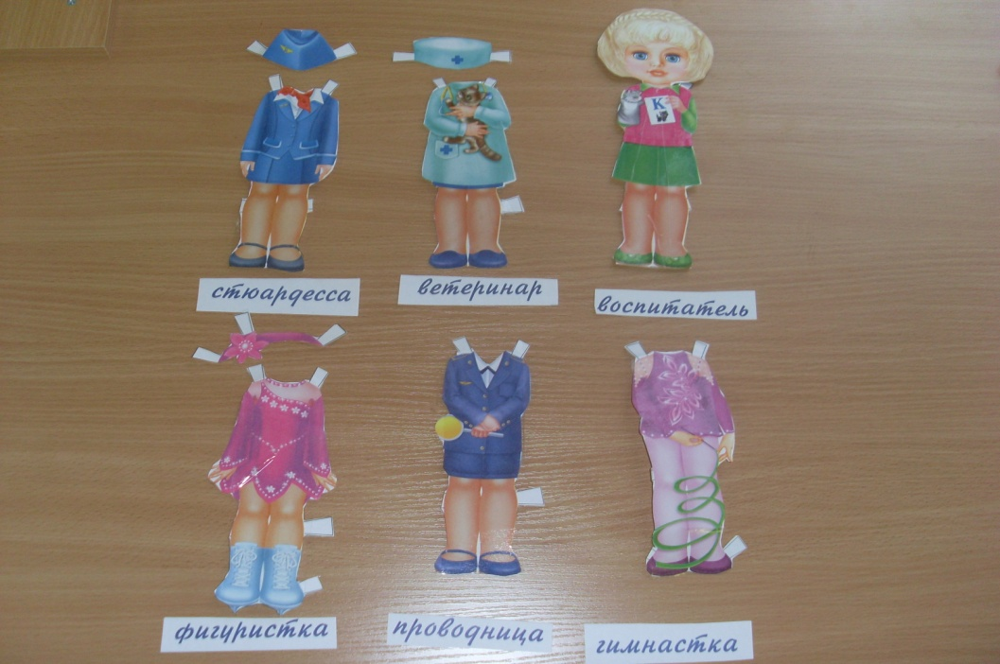 К
стюардесса
ветеринар
воспитатель
фигуристка
проводница
гимнастка